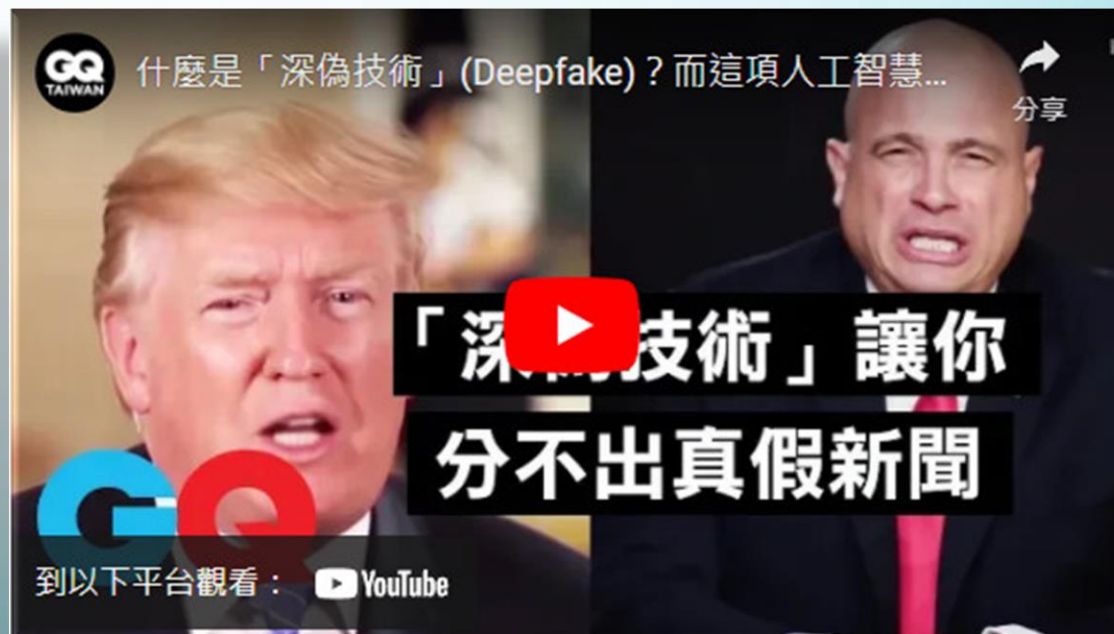 GQ
TAIWAN
什麼是「深偽技術」(Deepfake)？而這項人工智慧...
分享
「深偽技術」讓你
分不出真假新聞
GQ
到以下平台觀看：
YouTube